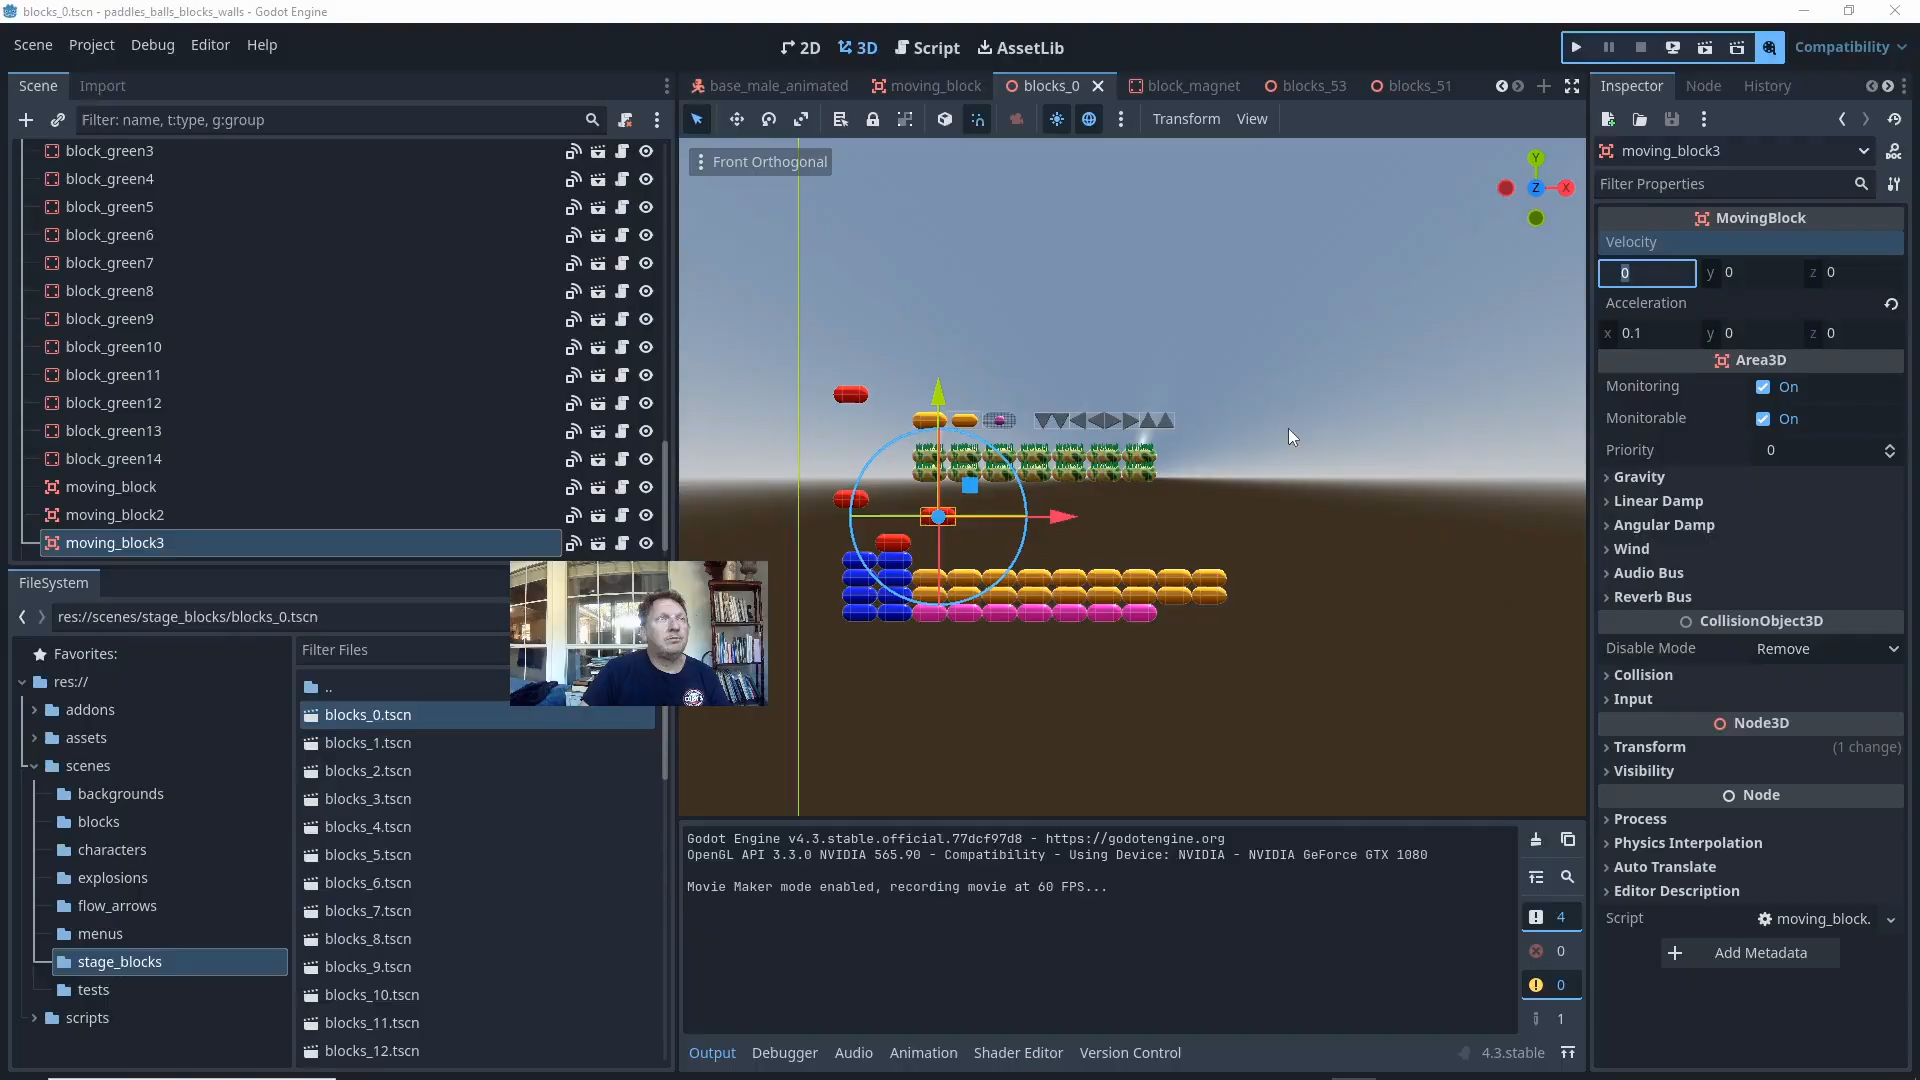 blocks_0.tscn - paddles_balls_blocks_walls - Godot Engine
Scene Project Debug Editor Help
2D 3D Script AssetLib
Compatibility
Scene Import
Filter: name, t:type, g:group
block_green3
block_green4
block_green5
block_green6
block_green7
block_green8
block_green9
block_green10
block_green11
block_green12
block_green13
block_green14
moving_block
moving_block2
moving_block3
FileSystem
res://scenes/stage_blocks/blocks_0.tscn
Favorites:
res://
addons
assets
scenes
backgrounds
blocks
characters
explosions
flow_arrows
menus
stage_blocks
tests
scripts
Filter Files
..
blocks_0.tscn
blocks_1.tscn
blocks_2.tscn
blocks_3.tscn
blocks_4.tscn
blocks_5.tscn
blocks_6.tscn
blocks_7.tscn
blocks_8.tscn
blocks_9.tscn
blocks_10.tscn
blocks_11.tscn
blocks_12.tscn
base_male_animated moving_block blocks_0 block_magnet blocks_53 blocks_51
Transform View
Front Orthogonal
Y
Z X
Godot Engine v4.3.stable.official.77dcf97d8 - https://godotengine.org
OpenGL API 3.3.0 NVIDIA 565.90 - Compatibility - Using Device: NVIDIA - NVIDIA GeForce GTX 1080
Movie Maker mode enabled, recording movie at 60 FPS...
4
0
0
1
Output Debugger Audio Animation Shader Editor Version Control 4.3.stable
Inspector Node History
moving_block3
DOC
Filter Properties
MovingBlock
Velocity
0 y 0 z 0
Acceleration
x 0.1 y 0 z 0
Area3D
Monitoring On
Monitorable On
Priority 0
Gravity
Linear Damp
Angular Damp
Wind
Audio Bus
Reverb Bus
CollisionObject3D
Disable Mode Remove
Collision
Input
Node3D
Transform (1 change)
Visibility
Node
Process
Physics Interpolation
Auto Translate
Editor Description
Script moving_block.
Add Metadata